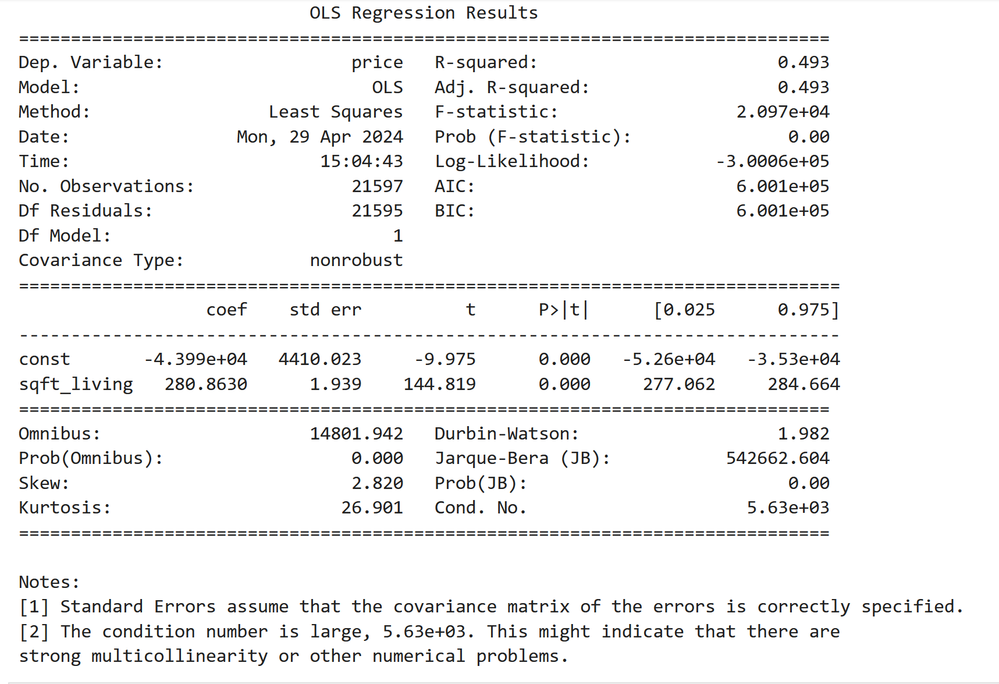 OLS Regression Results
==============================================================================
Dep. Variable:                  price   R-squared:                       0.493
Model:                            OLS   Adj. R-squared:                  0.493
Method:                 Least Squares   F-statistic:                 2.097e+04
Date:                Mon, 29 Apr 2024   Prob (F-statistic):               0.00
Time:                        15:04:43   Log-Likelihood:            -3.0006e+05
No. Observations:               21597   AIC:                         6.001e+05
Df Residuals:                   21595   BIC:                         6.001e+05
Df Model:                           1
Covariance Type:            nonrobust
===============================================================================
                  coef    std err          t      P>|t|      [0.025      0.975]
-------------------------------------------------------------------------------
const       -4.399e+04   4410.023     -9.975      0.000   -5.26e+04   -3.53e+04
sqft_living   280.8630      1.939    144.819      0.000     277.062     284.664
==============================================================================
Omnibus:                    14801.942   Durbin-Watson:                   1.982
Prob(Omnibus):                  0.000   Jarque-Bera (JB):           542662.604
Skew:                           2.820   Prob(JB):                         0.00
Kurtosis:                      26.901   Cond. No.                     5.63e+03
==============================================================================

Notes:
[1] Standard Errors assume that the covariance matrix of the errors is correctly specified.
[2] The condition number is large, 5.63e+03. This might indicate that there are
strong multicollinearity or other numerical problems.